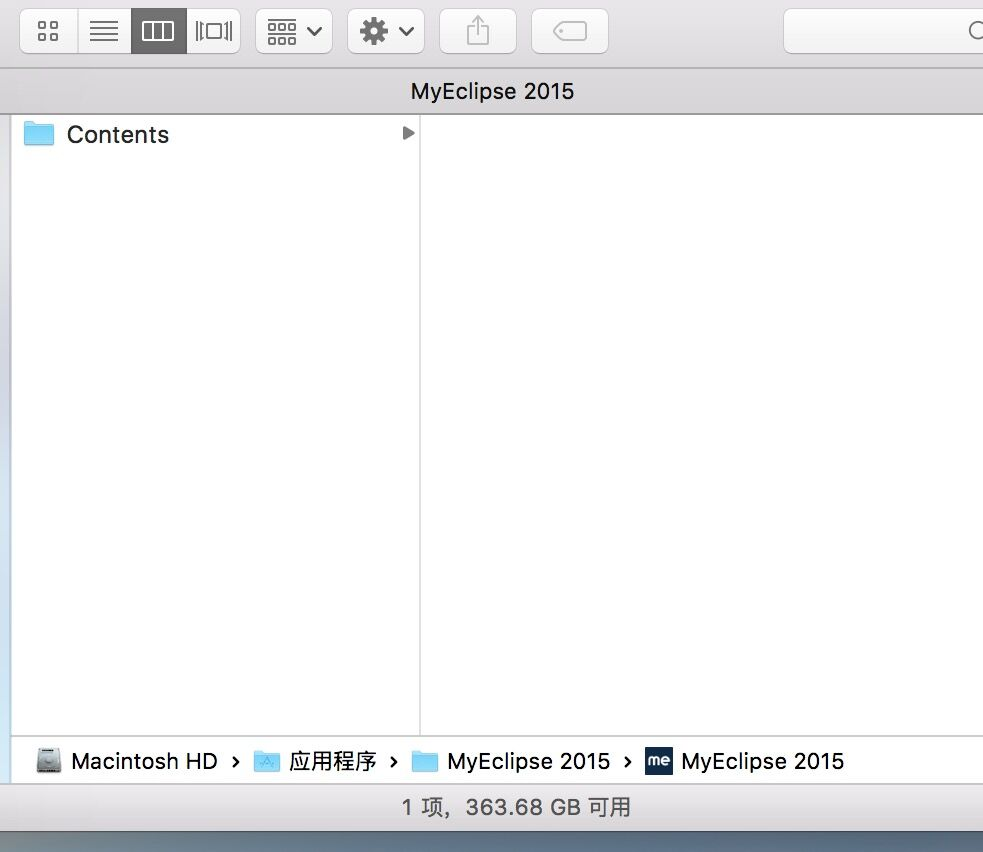 MyEclipse 2015
Contents
Macintosh HD › 应用程序 › MyEclipse 2015 › me MyEclipse 2015
1 项，363.68 GB 可用